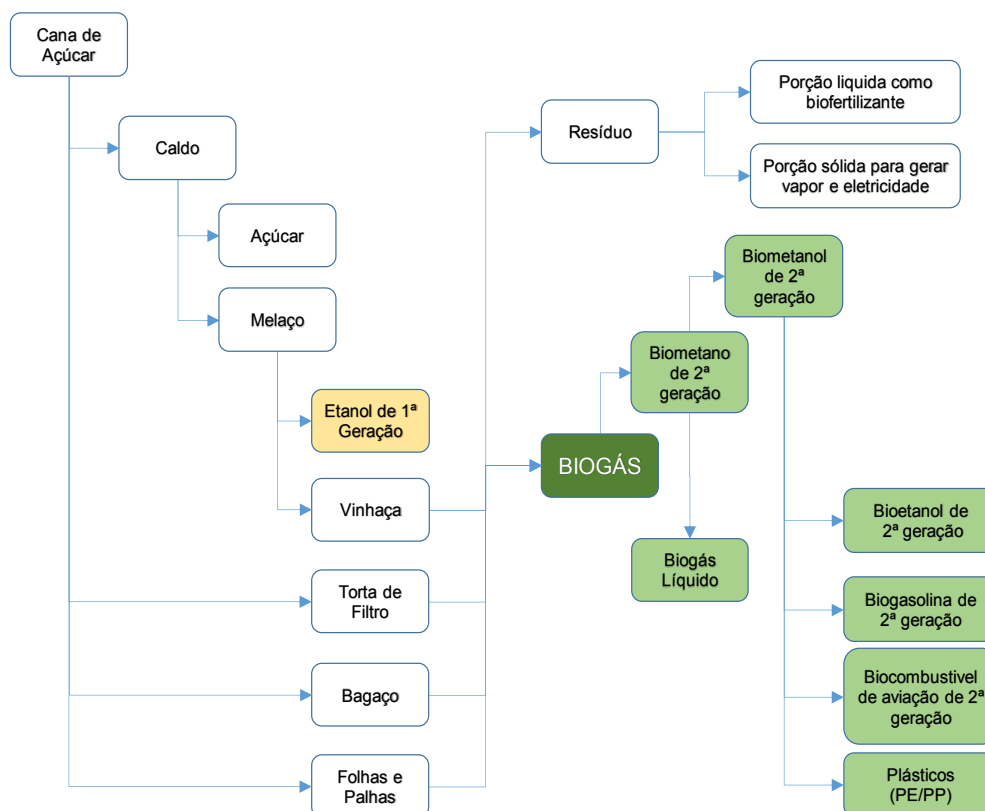 Cana de
Açúcar
Caldo
Açúcar
Melaço
Etanol de 1ª
Geração
Vinhaça
Torta de
Filtro
Bagaço
Folhas e
Palhas
Resíduo
Porção liquida como
biofertilizante
Porção sólida para gerar
vapor e eletricidade
BIOGÁS
Biometano
de 2ª
geração
Biogás
Líquido
Biometanol
de 2ª
geração
Bioetanol de
2ª geração
Biogasolina de
2ª geração
Biocombustivel
de aviação de 2ª
geração
Plásticos
(PE/PP)